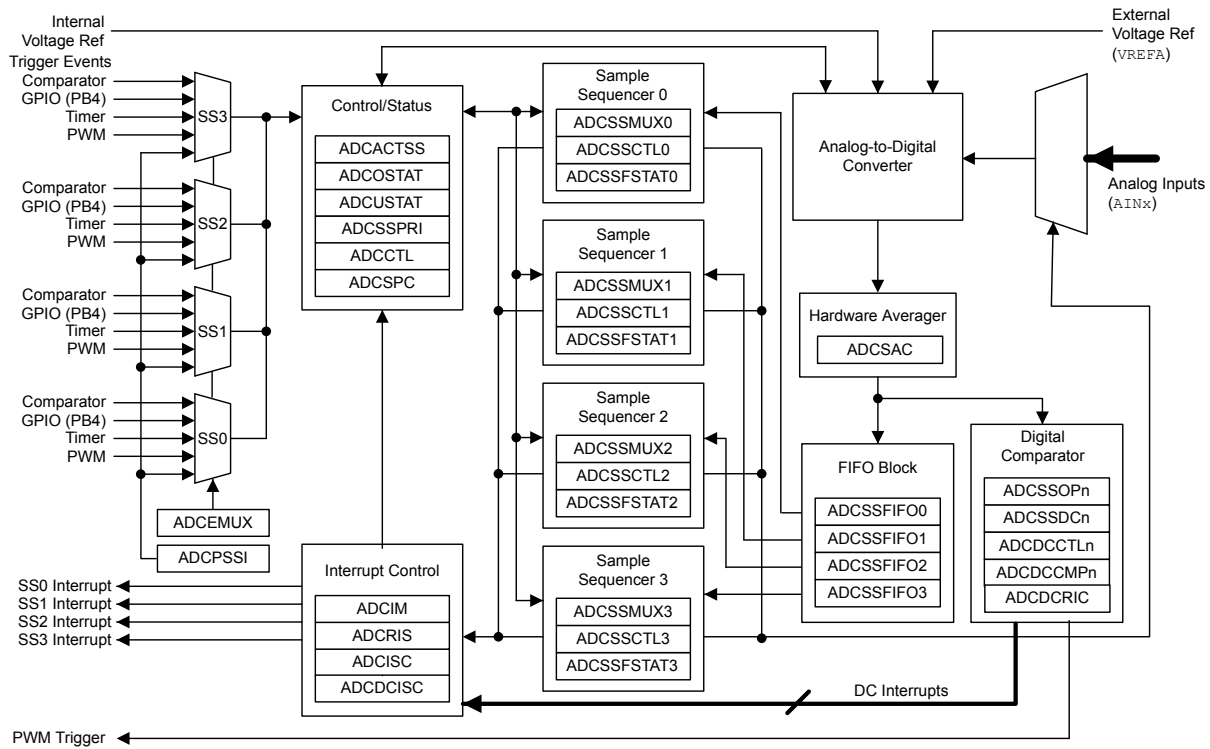 Internal
Voltage Ref
Trigger Events
Comparator
GPIO (PB4)
Timer
PWM
SS3
Comparator
GPIO (PB4)
Timer
PWM
SS2
Comparator
GPIO (PB4)
Timer
PWM
SS1
Comparator
GPIO (PB4)
Timer
PWM
SS0
ADCEMUX
ADCPSSI
SS0 Interrupt
SS1 Interrupt
SS2 Interrupt
SS3 Interrupt
PWM Trigger
Control/Status
ADCACTSS
ADCOSTAT
ADCUSTAT
ADCSSPRI
ADCCTL
ADCSPC
Interrupt Control
ADCIM
ADCRIS
ADCISC
ADCDCISC
Sample
Sequencer 0
ADCSSMUX0
ADCSSCTL0
ADCSSFSTAT0
Sample
Sequencer 1
ADCSSMUX1
ADCSSCTL1
ADCSSFSTAT1
Sample
Sequencer 2
ADCSSMUX2
ADCSSCTL2
ADCSSFSTAT2
Sample
Sequencer 3
ADCSSMUX3
ADCSSCTL3
ADCSSFSTAT3
External
Voltage Ref
(VREFA)
Analog-to-Digital
Converter
Analog Inputs
(AINx)
Hardware Averager
ADCSAC
FIFO Block
ADCSSFIFO0
ADCSSFIFO1
ADCSSFIFO2
ADCSSFIFO3
Digital
Comparator
ADCSSOPn
ADCSSDCn
ADCDCCTLn
ADCDCCMPn
ADCDCRIC
DC Interrupts